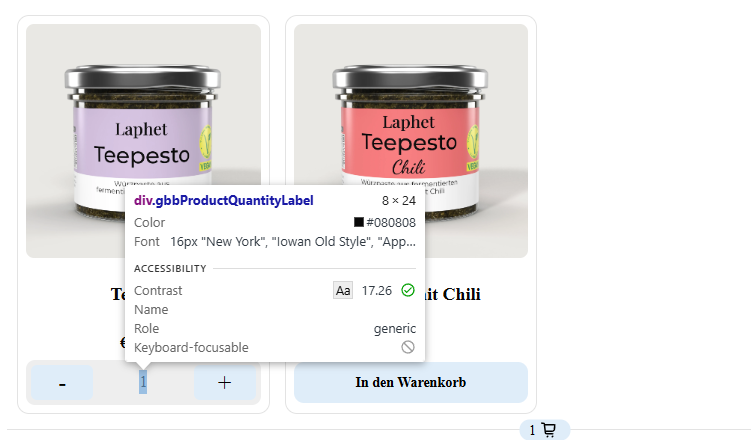 Laphet
Teepesto
VEGAN
Würzpaste aus
Laphet
Teepesto
Chili
Würzpaste aus fermentierten
it Chili
div.gbbProductQuantityLabel 8 × 24
Color #080808
Font 16px "New York", "Iowan Old Style", "App...
ACCESSIBILITY
Contrast Aa 17.26
Name
Role generic
Keyboard-focusable
it Chili
€
- 1 +
In den Warenkorb
1